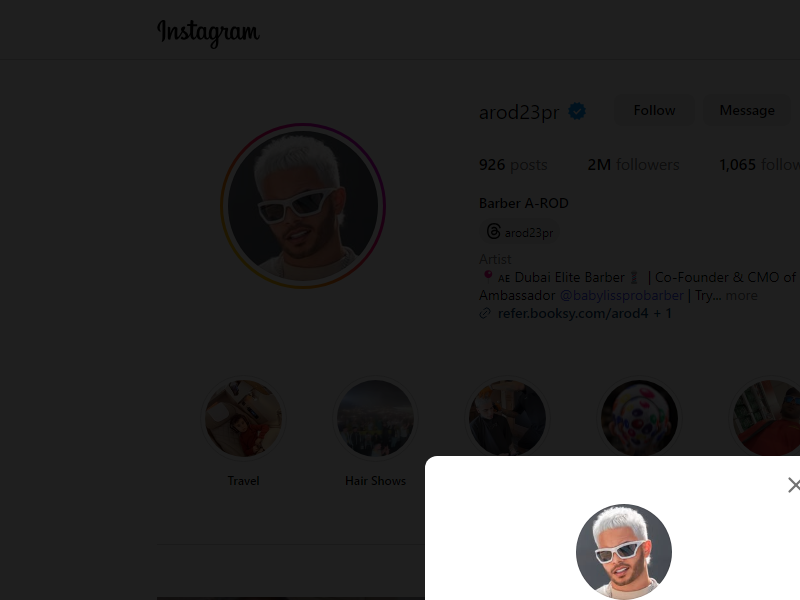 Instagram
arod23pr Follow Message
926 posts 2M followers 1,065 follow
Barber A-ROD
arod23pr
Artist
📍 AE Dubai Elite Barber 💈 | Co-Founder & CMO of
Ambassador @babylissprobarber | Try... more
refer.booksy.com/arod4 + 1
Travel Hair Shows